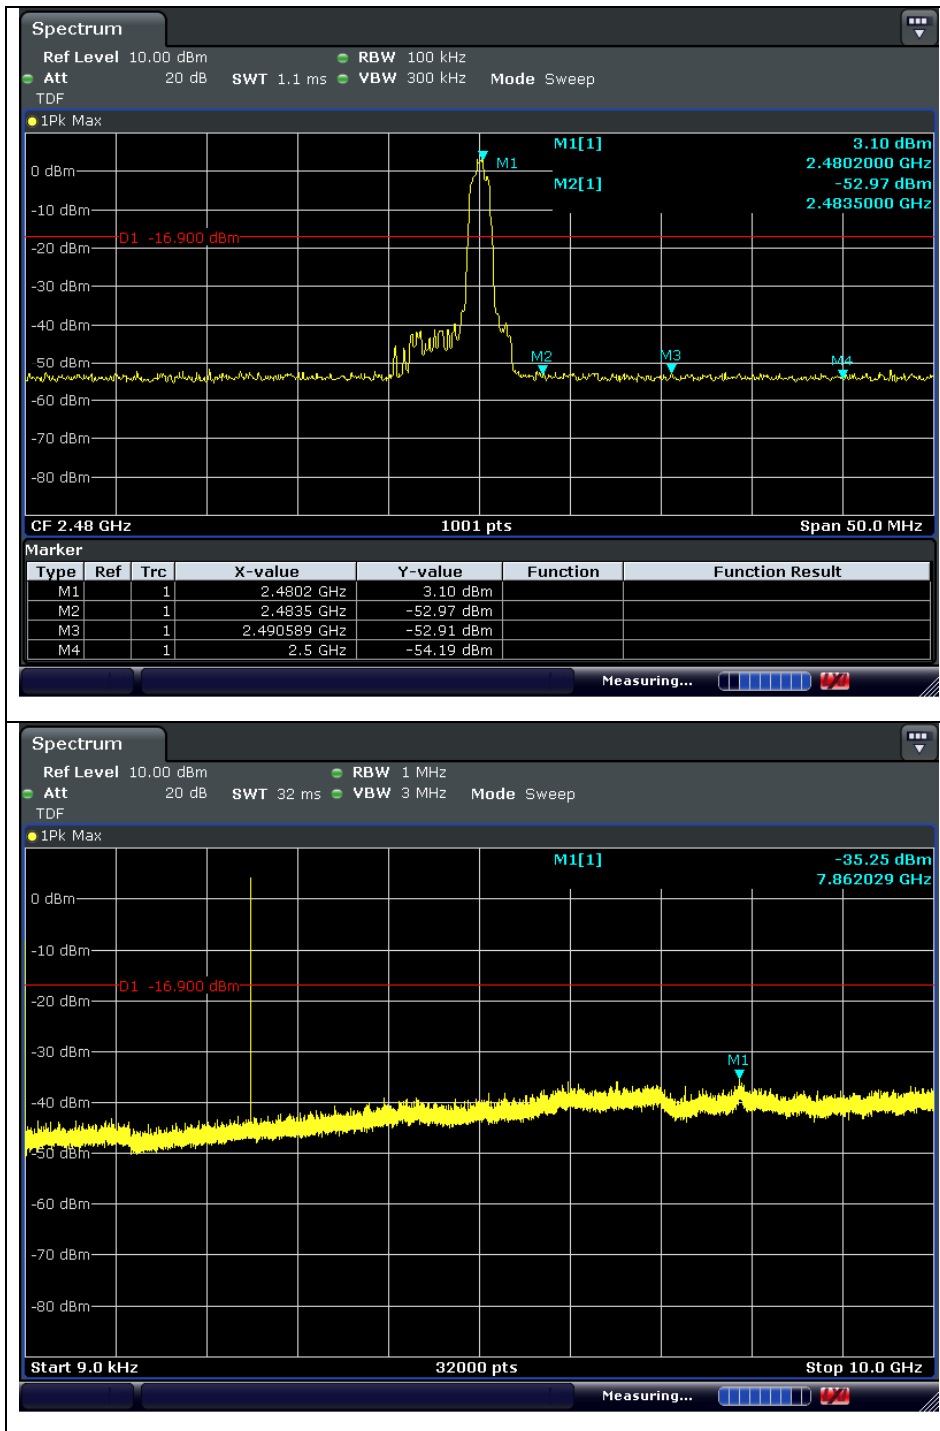 Spectrum
Ref Level 10.00 dBm RBW 100 kHz
Att 20 dB SWT 1.1 ms VBW 300 kHz Mode Sweep
TDF
1Pk Max
M1[1] 3.10 dBm
2.4802000 GHz
M2[1] -52.97 dBm
2.4835000 GHz
M1
0 dBm
-10 dBm
D1 -16.900 dBm
-20 dBm
-30 dBm
-40 dBm
M2 M3 M4
-50 dBm
-60 dBm
-70 dBm
-80 dBm
CF 2.48 GHz 1001 pts Span 50.0 MHz
Marker
Type Ref Trc X-value Y-value Function Function Result
M1 1 2.4802 GHz 3.10 dBm
M2 1 2.4835 GHz -52.97 dBm
M3 1 2.490589 GHz -52.91 dBm
M4 1 2.5 GHz -54.19 dBm
Measuring...
Spectrum
Ref Level 10.00 dBm RBW 1 MHz
Att 20 dB SWT 32 ms VBW 3 MHz Mode Sweep
TDF
1Pk Max
M1[1] -35.25 dBm
7.862029 GHz
0 dBm
-10 dBm
D1 -16.900 dBm
-20 dBm
-30 dBm
M1
-40 dBm
-50 dBm
-60 dBm
-70 dBm
-80 dBm
Start 9.0 kHz 32000 pts Stop 10.0 GHz
Measuring...